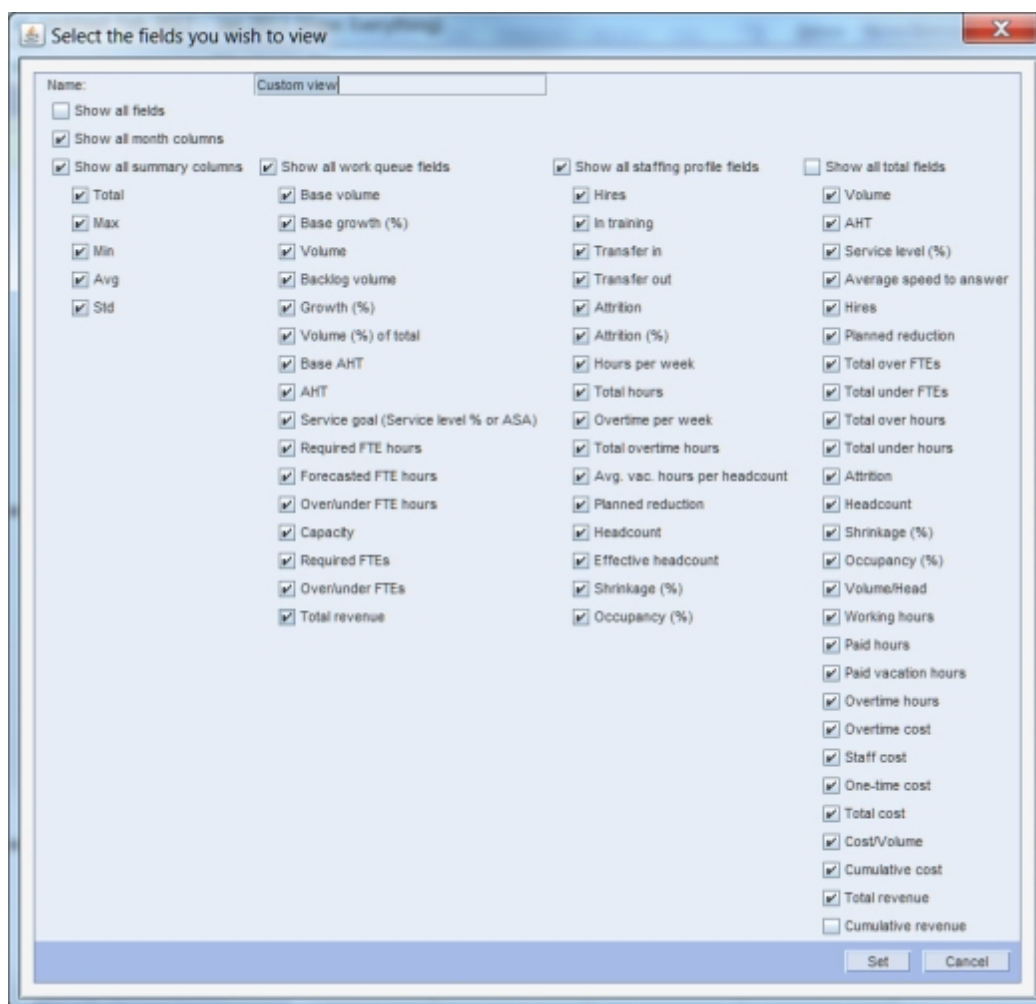 Select the fields you wish to view
Name: Custom view
Show all fields
Show all month columns
Show all summary columns
Total
Max
Min
Avg
Std
Show all work queue fields
Base volume
Base growth (%)
Volume
Backlog volume
Growth (%)
Volume (%) of total
Base AHT
AHT
Service goal (Service level % or ASA)
Required FTE hours
Forecasted FTE hours
Over/under FTE hours
Capacity
Required FTEs
Over/under FTEs
Total revenue
Show all staffing profile fields
Hires
In training
Transfer in
Transfer out
Attrition
Attrition (%)
Hours per week
Total hours
Overtime per week
Total overtime hours
Avg. vac. hours per headcount
Planned reduction
Headcount
Effective headcount
Shrinkage (%)
Occupancy (%)
Show all total fields
Volume
AHT
Service level (%)
Average speed to answer
Hires
Planned reduction
Total over FTEs
Total under FTEs
Total over hours
Total under hours
Attrition
Headcount
Shrinkage (%)
Occupancy (%)
Volume/Head
Working hours
Paid hours
Paid vacation hours
Overtime hours
Overtime cost
Staff cost
One-time cost
Total cost
Cost/Volume
Cumulative cost
Total revenue
Cumulative revenue
Set Cancel